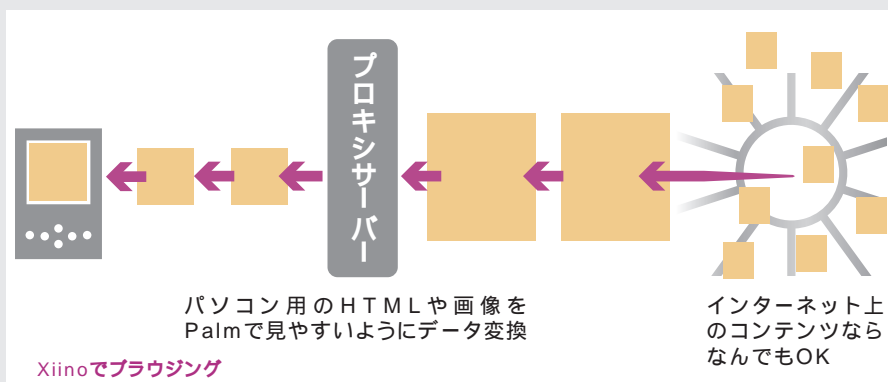 プロキシサーバー
パソコン用のHTMLや画像を
Palmで見やすいようにデータ変換
インターネット上
のコンテンツなら
なんでもOK
Xiinoでブラウジング